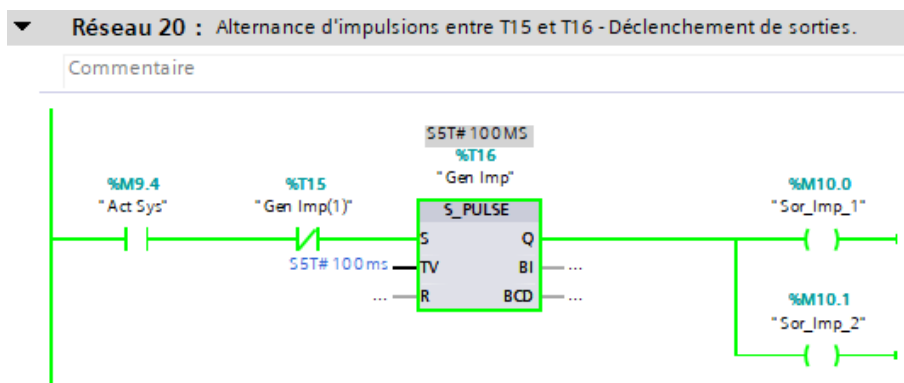 Réseau 20 : Alternance d'impulsions entre T15 et T16 - Déclenchement de sorties.
Commentaire
S5T#100MS
%T16
"Gen Imp"
%M9.4
"Act Sys"
%T15
"Gen Imp(1)"
S_PULSE
%M10.0
"Sor_Imp_1"
S Q
S5T#100ms TV BI ...
... R BCD ...
%M10.1
"Sor_Imp_2"